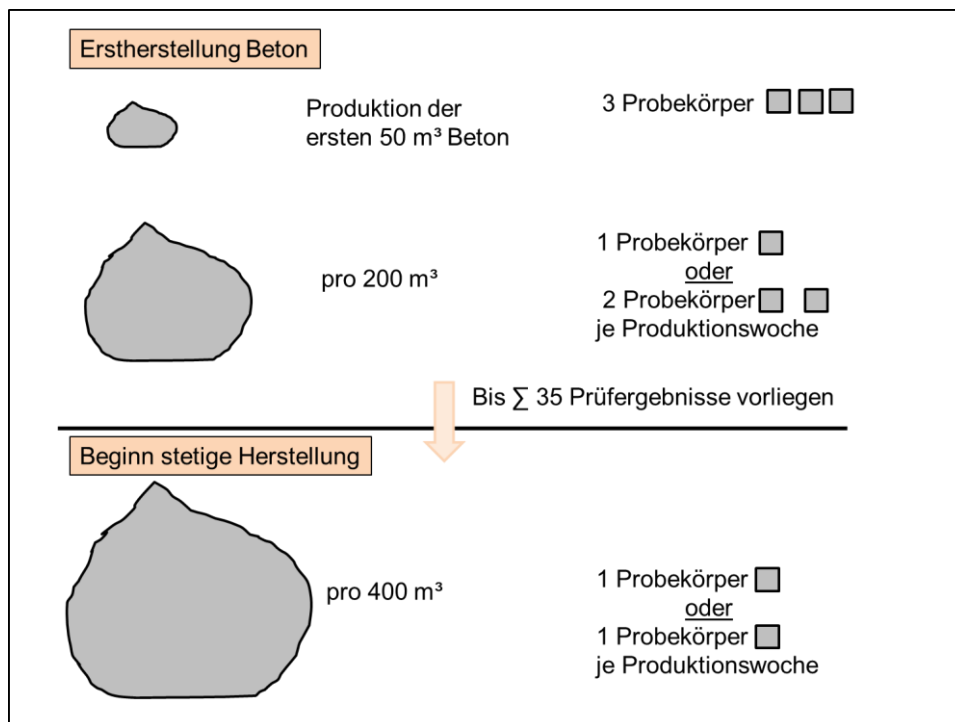 Erstherstellung Beton
Produktion der
ersten 50 m³ Beton
3 Probekörper
pro 200 m³
1 Probekörper
oder
2 Probekörper
je Produktionswoche
Bis ∑ 35 Prüfergebnisse vorliegen
Beginn stetige Herstellung
pro 400 m³
1 Probekörper
oder
1 Probekörper
je Produktionswoche